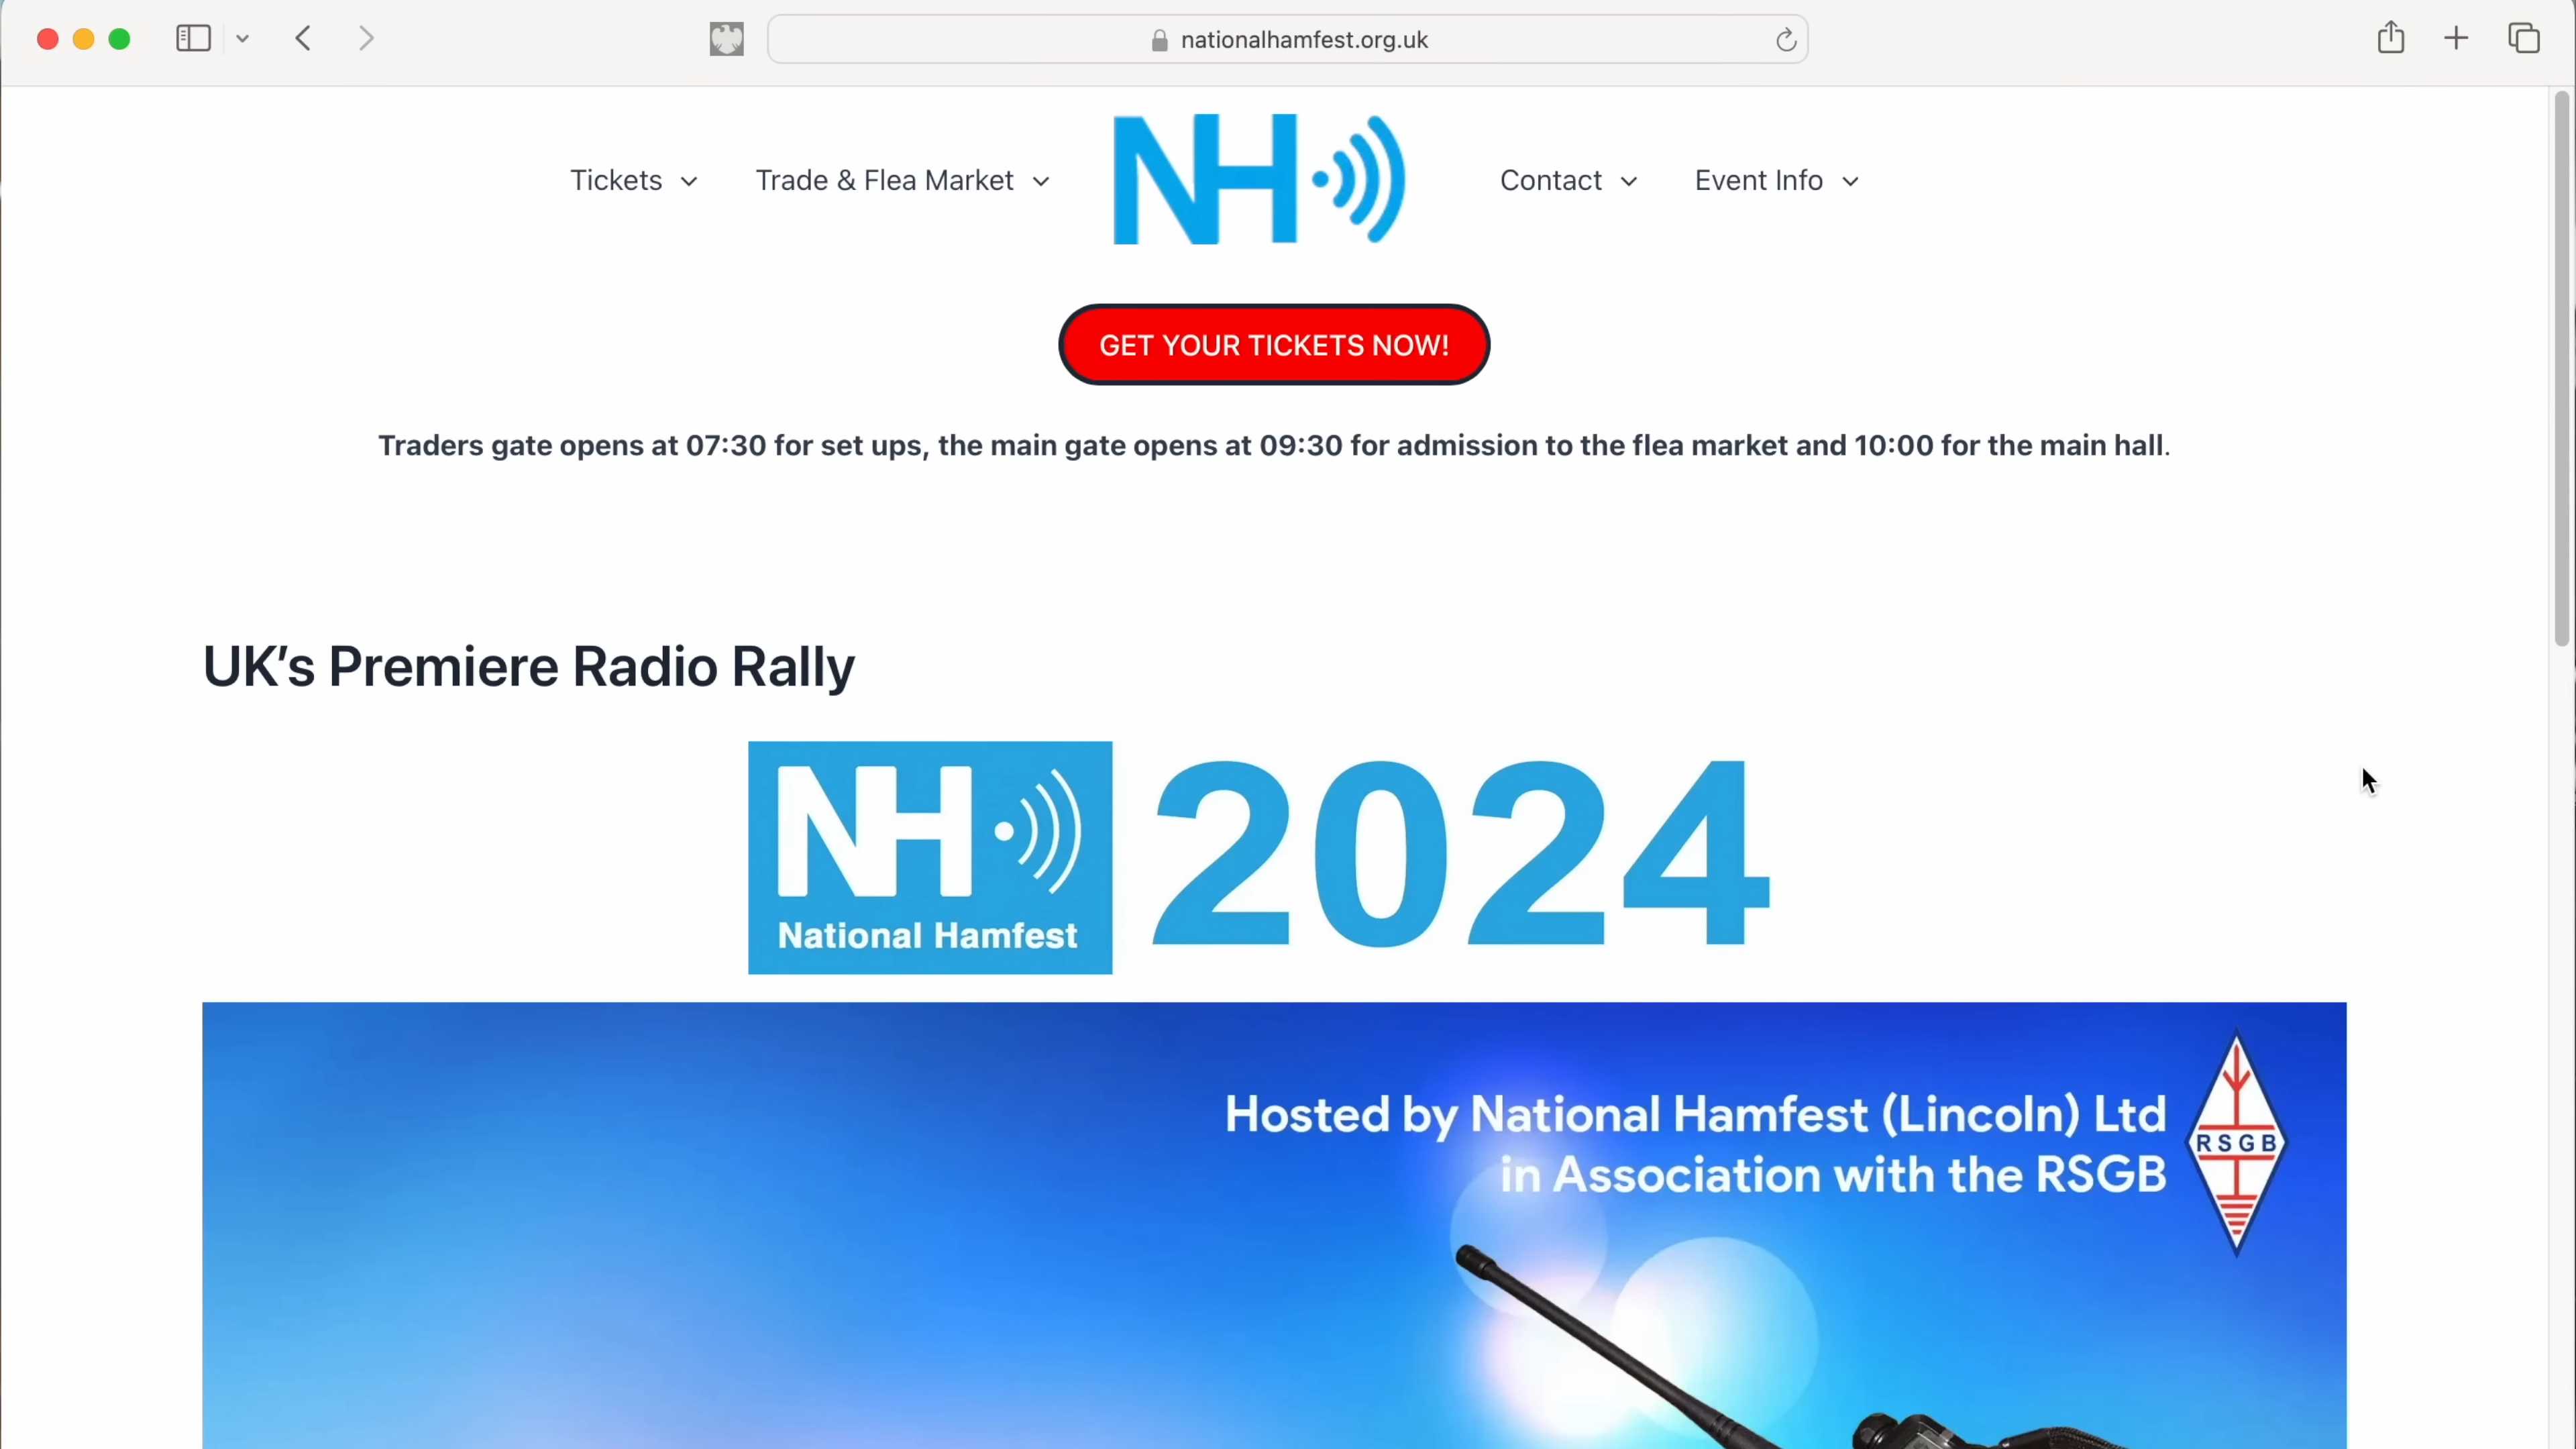 nationalhamfest.org.uk
Tickets
Trade & Flea Market
NH
Contact
Event Info
GET YOUR TICKETS NOW!
Traders gate opens at 07:30 for set ups, the main gate opens at 09:30 for admission to the flea market and 10:00 for the main hall.
UK’s Premiere Radio Rally
NH
National Hamfest
2024
Hosted by National Hamfest (Lincoln) Ltd
in Association with the RSGB
RSGB